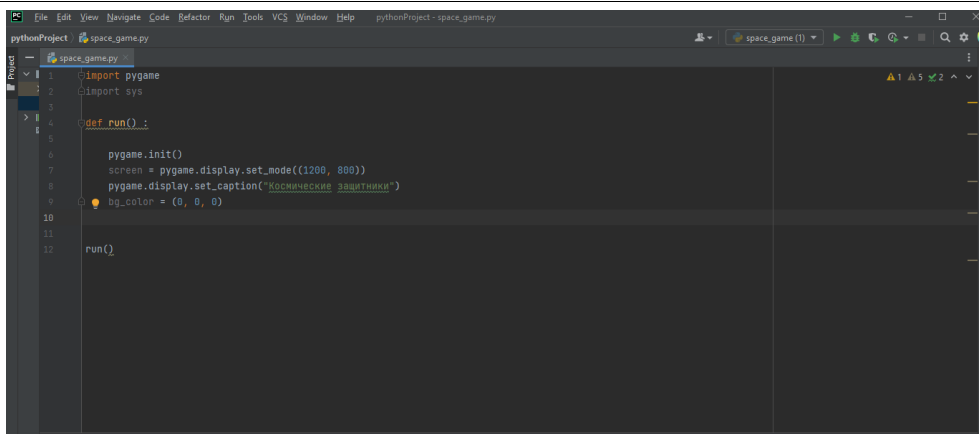 PC File Edit View Navigate Code Refactor Run Tools VCS Window Help pythonProject - space_game.py
pythonProject space_game.py space_game (1)
Project space_game.py
1 import pygame 1 5 2
2 import sys
3
4 def run() :
5
6 pygame.init()
7 screen = pygame.display.set_mode((1200, 800))
8 pygame.display.set_caption("Космические защитники")
9 bg_color = (0, 0, 0)
10
11
12 run()